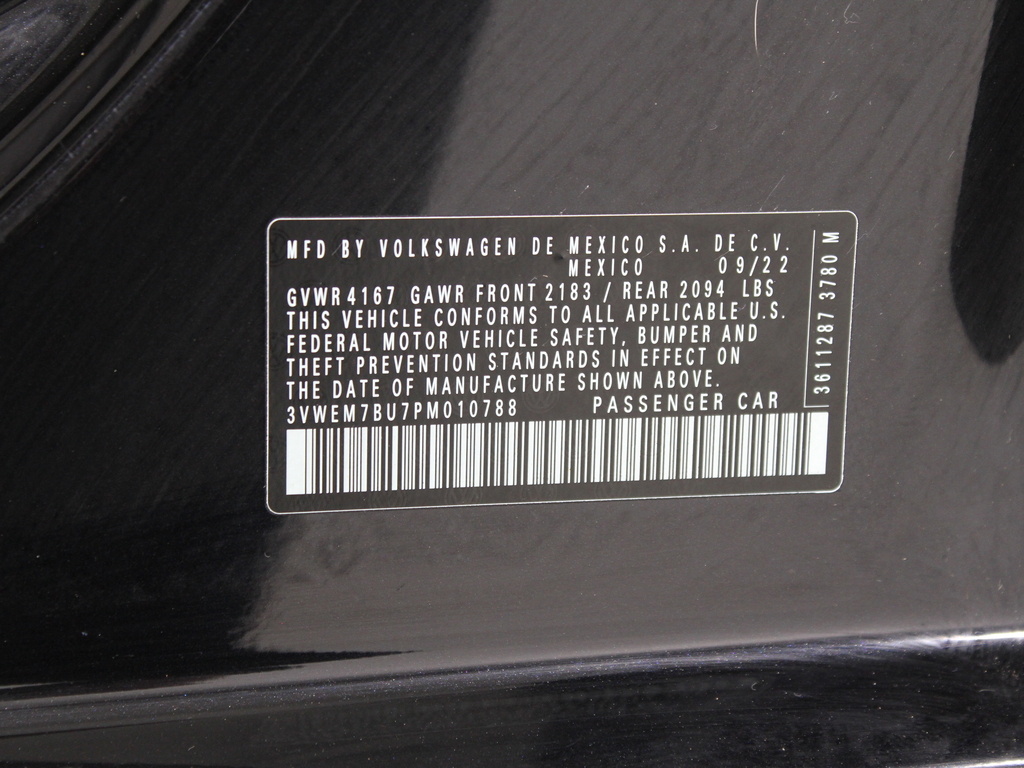 MFD BY VOLKSWAGEN DE MEXICO S.A. DE C.V.
MEXICO 09/22
GVWR 4167 GAWR FRONT 2183 / REAR 2094 LBS
THIS VEHICLE CONFORMS TO ALL APPLICABLE U.S.
FEDERAL MOTOR VEHICLE SAFETY, BUMPER AND
THEFT PREVENTION STANDARDS IN EFFECT ON
THE DATE OF MANUFACTURE SHOWN ABOVE.
3VWEM7BU7PM010788 PASSENGER CAR
3611287 3780 M